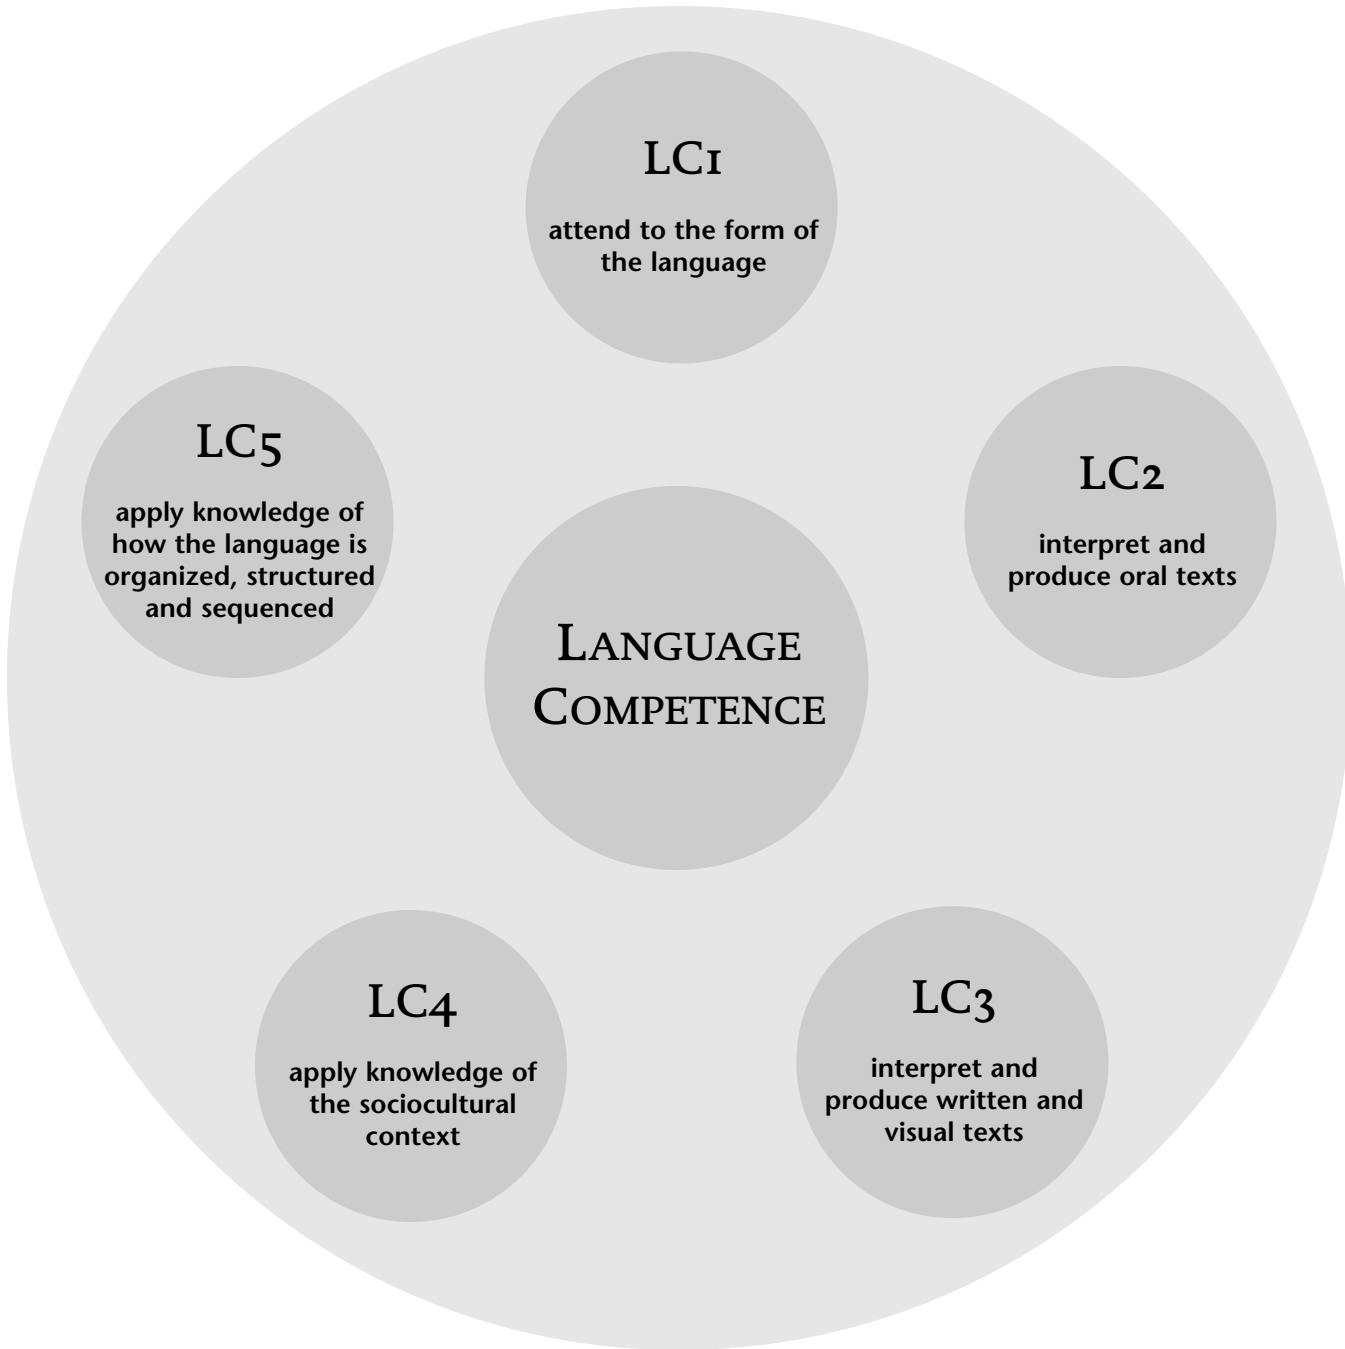 LC1
attend to the form of
the language
LC5
apply knowledge of
how the language is
organized, structured
and sequenced
LC2
interpret and
produce oral texts
LANGUAGE
COMPETENCE
LC4
apply knowledge of
the sociocultural
context
LC3
interpret and
produce written and
visual texts